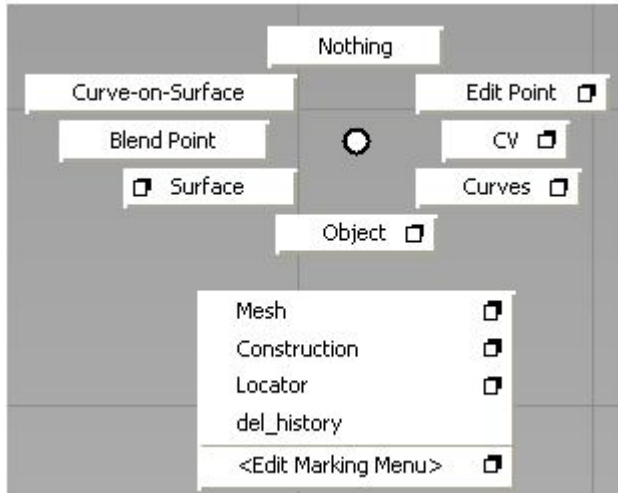 Nothing
Curve-on-Surface Edit Point
Blend Point CV
Surface Curves
Object
Mesh
Construction
Locator
del_history
<Edit Marking Menu>